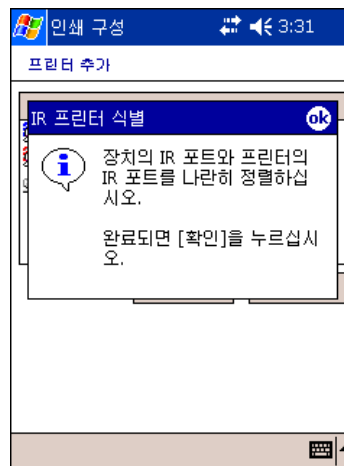 인쇄 구성
3:31
프린터 추가
IR 프린터 식별
ok
장치의 IR 포트와 프린터의
IR 포트를 나란히 정렬하십
시오.
완료되면 [확인]을 누르십시
오.